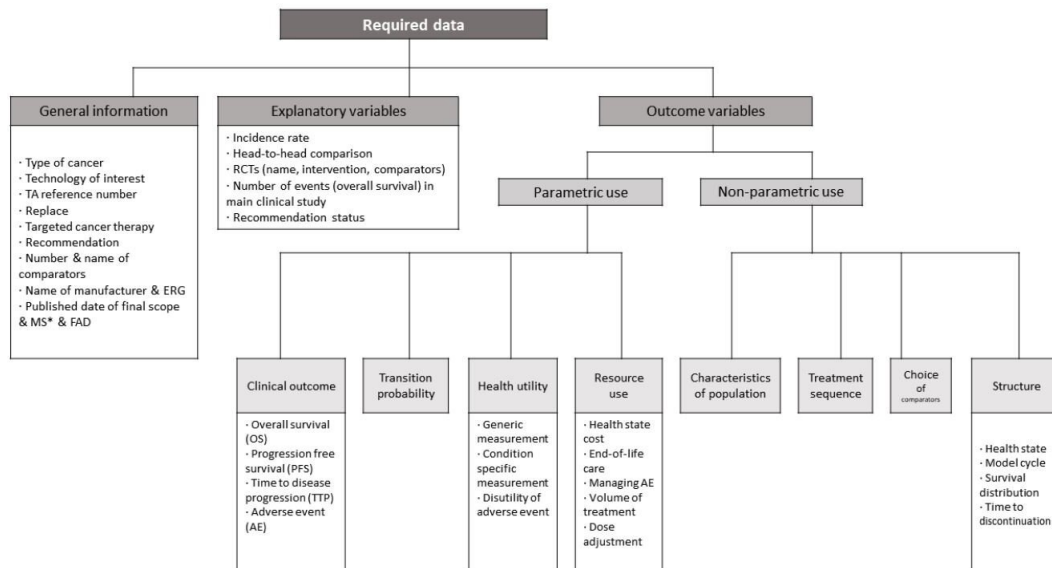 Required data
General information
Explanatory variables
Outcome variables
· Type of cancer
· Technology of interest
· TA reference number
· Replace
· Targeted cancer therapy
· Recommendation
· Number & name of
comparators
· Name of manufacturer & ERG
· Published date of final scope
& MS* & FAD
· Incidence rate
· Head-to-head comparison
· RCTs (name, intervention, comparators)
· Number of events (overall survival) in
main clinical study
· Recommendation status
Parametric use
Non-parametric use
Clinical outcome
· Overall survival
(OS)
· Progression free
survival (PFS)
· Time to disease
progression (TTP)
· Adverse event
(AE)
Transition
probability
Health utility
· Generic
measurement
· Condition
specific
measurement
· Disutility of
adverse event
Resource
use
· Health state
cost
· End-of-life
care
· Managing AE
· Volume of
treatment
· Dose
adjustment
Characteristics
of population
Treatment
sequence
Choice
of
comparators
Structure
· Health state
· Model cycle
· Survival
distribution
· Time to
discontinuation